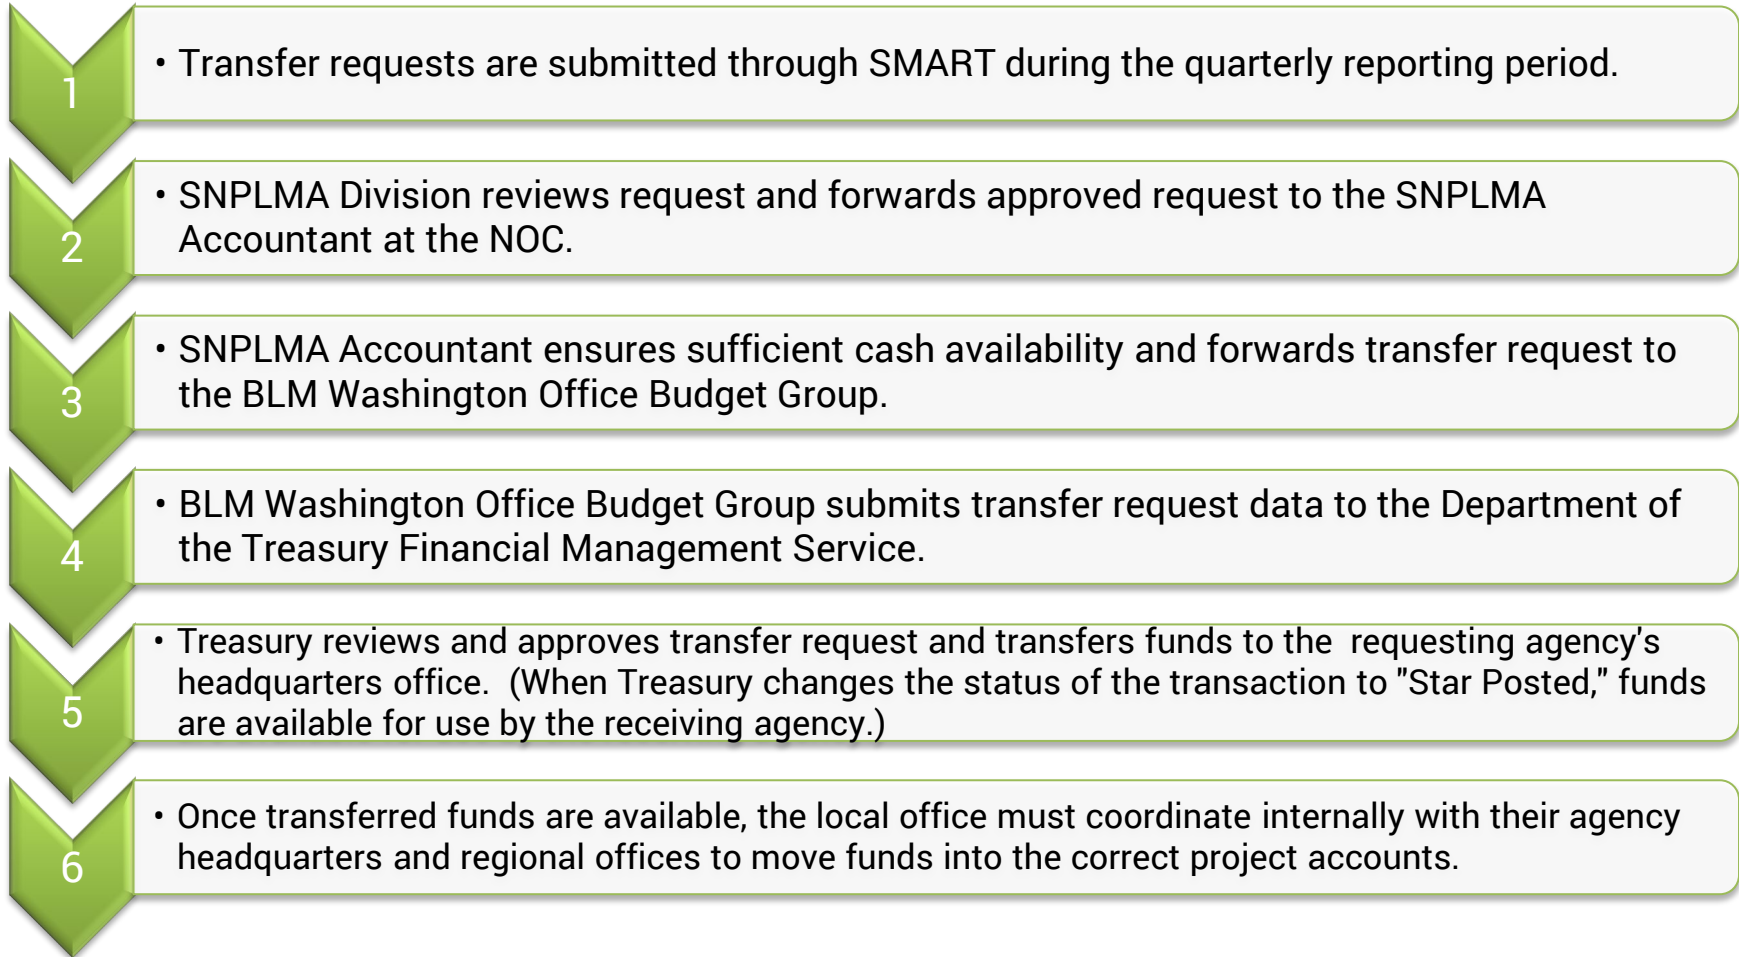 1
• Transfer requests are submitted through SMART during the quarterly reporting period.
2
• SNPLMA Division reviews request and forwards approved request to the SNPLMA
Accountant at the NOC.
3
• SNPLMA Accountant ensures sufficient cash availability and forwards transfer request to
the BLM Washington Office Budget Group.
4
• BLM Washington Office Budget Group submits transfer request data to the Department of
the Treasury Financial Management Service.
5
• Treasury reviews and approves transfer request and transfers funds to the  requesting agency's
headquarters office.  (When Treasury changes the status of the transaction to "Star Posted," funds
are available for use by the receiving agency.)
6
• Once transferred funds are available, the local office must coordinate internally with their agency
headquarters and regional offices to move funds into the correct project accounts.